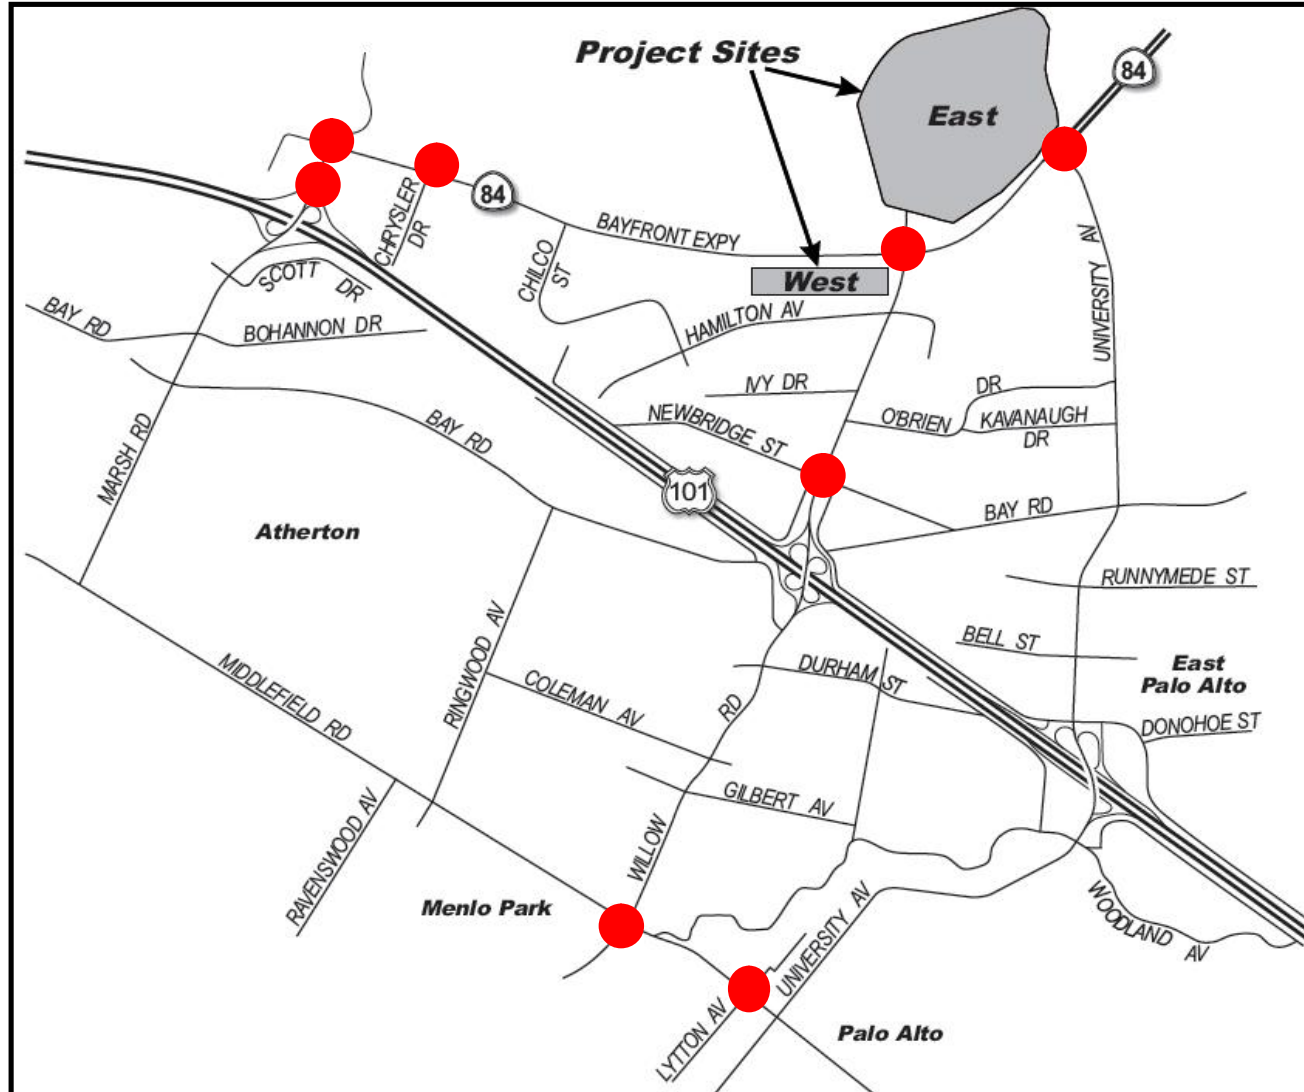 Project Sites
84
East
84
CHRYSLER
DR
BAYFRONT EXPY
UNIVERSITY AV
SCOTT DR
CHILCO
ST
West
BAY RD
BOHANNON DR
HAMILTON AV
IVY DR
DR
NEWBRIDGE ST
O'BRIEN
KAVANAUGH
DR
MARSH RD
BAY RD
101
BAY RD
Atherton
RUNNYMEDE ST
RINGWOOD AV
BELL ST
MIDDLEFIELD RD
COLEMAN AV
DURHAM ST
East
Palo Alto
RD
DONOHOE ST
RAVENSWOOD AV
GILBERT AV
WILLOW
Menlo Park
UNIVERSITY AV
WOODLAND AV
LYTTON AV
Palo Alto